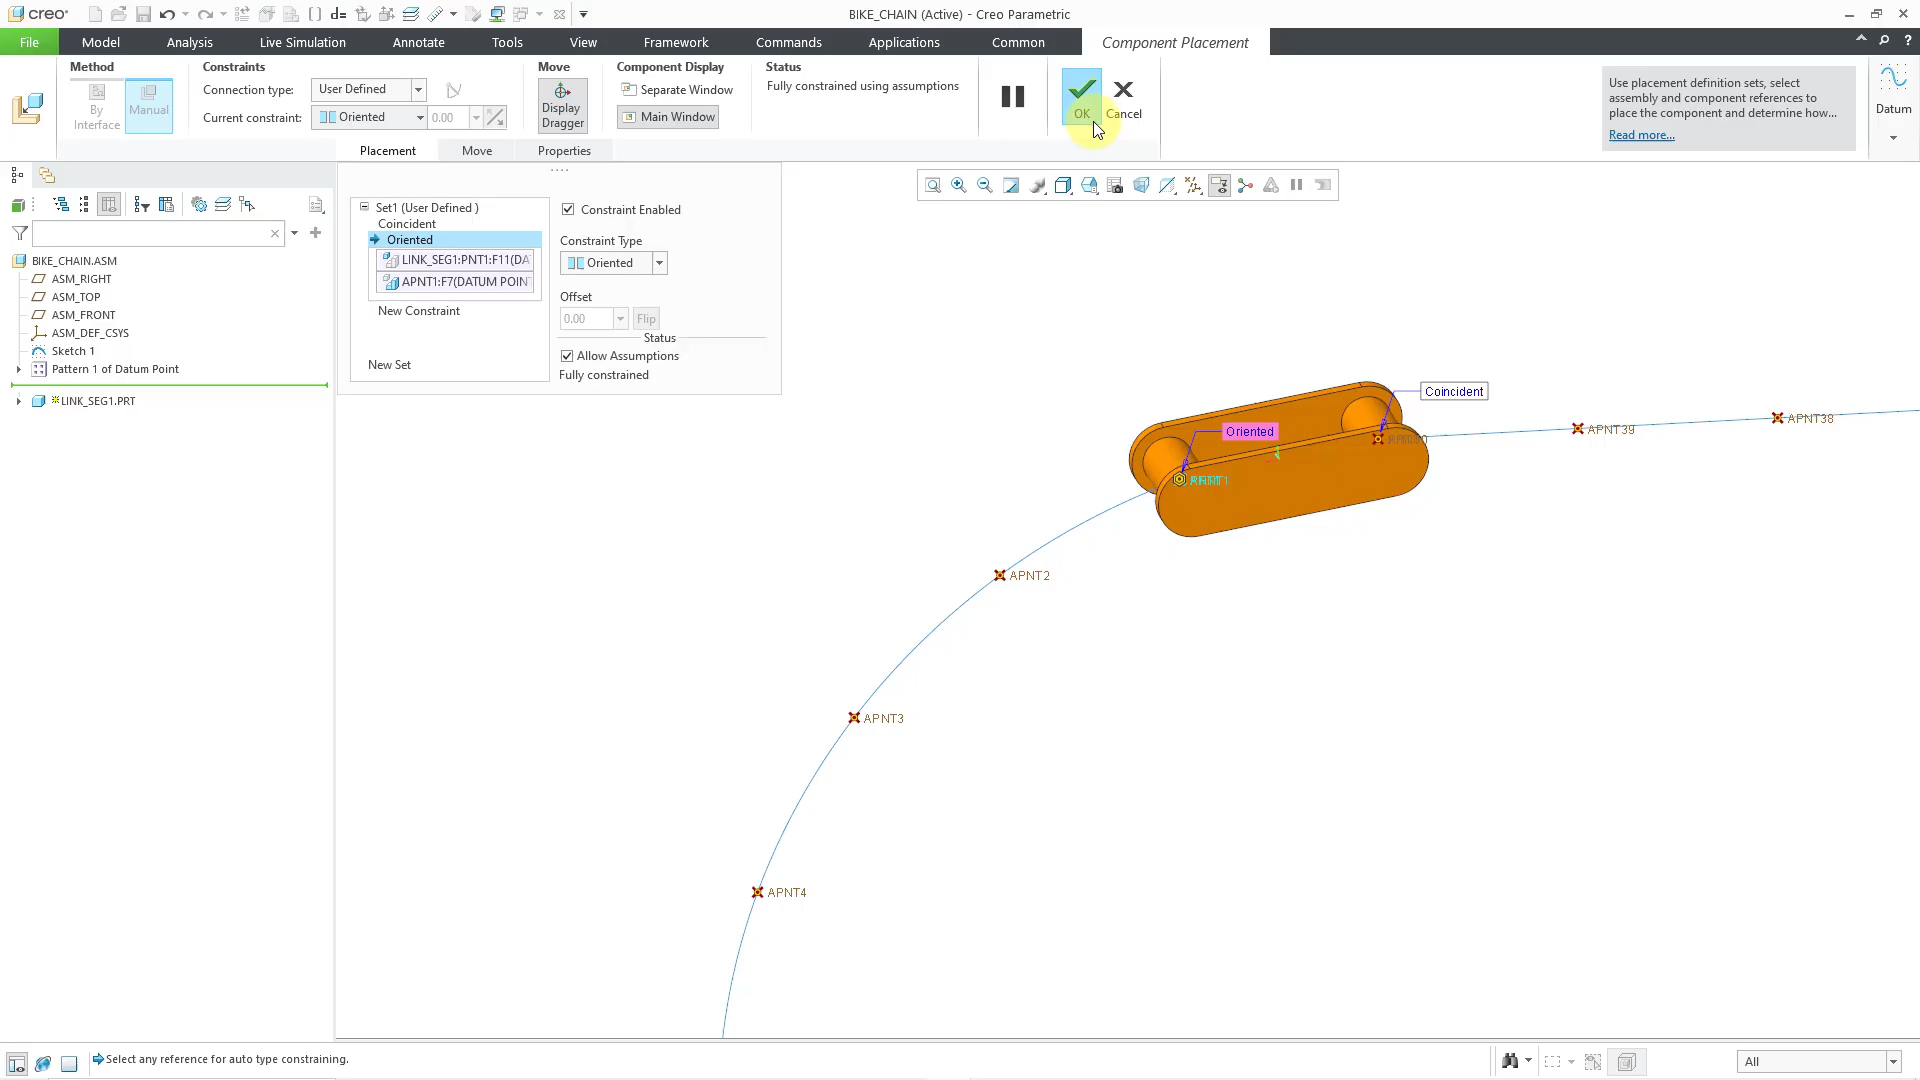 creo
BIKE_CHAIN (Active) - Creo Parametric
File
Model
Analysis
Live Simulation
Annotate
Tools
View
Framework
Commands
Applications
Common
Component Placement
Method
By Interface
Manual
Constraints
Connection type:
User Defined
Current constraint:
Oriented
0.00
Move
Display Dragger
Component Display
Separate Window
Main Window
Status
Fully constrained using assumptions
OK
Cancel
Use placement definition sets, select
assembly and component references to
place the component and determine how...
Read more...
Datum
Placement
Move
Properties
Set1 (User Defined )
Coincident
Oriented
LINK_SEG1:PNT1:F11(DA
APNT1:F7(DATUM POIN
New Constraint
New Set
Constraint Enabled
Constraint Type
Oriented
Offset
0.00
Flip
Status
Allow Assumptions
Fully constrained
BIKE_CHAIN.ASM
ASM_RIGHT
ASM_TOP
ASM_FRONT
ASM_DEF_CSYS
Sketch 1
Pattern 1 of Datum Point
LINK_SEG1.PRT
Coincident
Oriented
APNT39
APNT38
APNT2
APNT3
APNT4
Select any reference for auto type constraining.
All